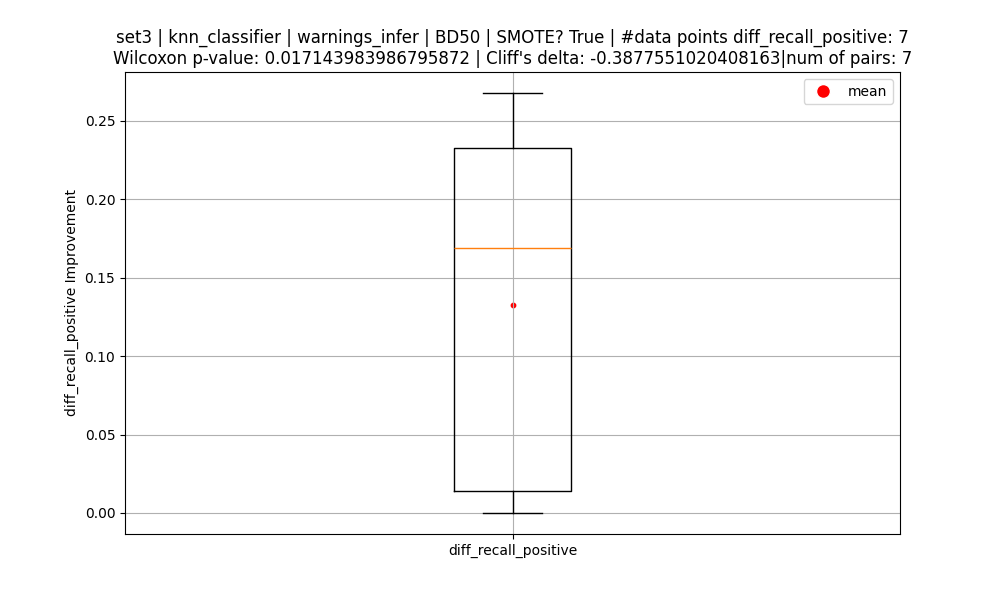 set3 | knn_classifier | warnings_infer | BD50 | SMOTE? True | #data points diff_recall_positive: 7
Wilcoxon p-value: 0.017143983986795872 | Cliff's delta: -0.3877551020408163|num of pairs: 7
mean
0.25
0.20
0.15
0.10
0.05
0.00
diff_recall_positive Improvement
diff_recall_positive